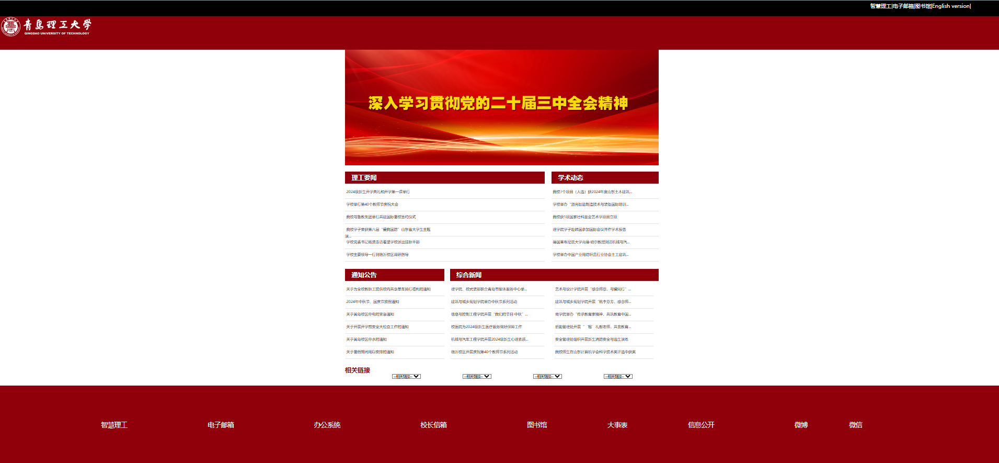 智慧理工|电子邮箱|图书馆|English version|
青岛理工大学
QINGDAO UNIVERSITY OF TECHNOLOGY
深入学习贯彻党的二十届三中全会精神
理工要闻
2024级新生开学典礼和开学第一课举行
学校举行第40个教师节庆祝大会
我校与鲁教集团举行共建国际暑校签约仪式
我校学子荣获第八届“爱我国防”山东省大学生主题
演...
学校党委书记杨贤走访看望学校派出挂职干部
学校主要领导一行到临沂校区调研指导
学术动态
我校7个项目（人选）获2024年度山东土木建筑...
学校举办“激光智能制造技术与装备国际培训...
我校获1项国家社科基金艺术学项目立项
理学院学子赴韩国参加国际会议并作学术报告
德国莱布尼兹大学高德·珀尔教授到访机械与汽...
学校举办中国产业用纺织品行业协会土工建筑...
通知公告
关于为全校教职工提供校内共享单车骑行福利的通知
2024年中秋节、国庆节放假通知
关于黄岛校区停电的紧急通知
关于开展开学前安全大检查工作的通知
关于黄岛校区停水的通知
关于暑假期间用印安排的通知
综合新闻
理学院、校武装部联合青岛市军休服务中心举...
建筑与城乡规划学院举办中秋节系列活动
信息与控制工程学院开展“我们的节日·中秋”...
校医院为2024级新生医疗服务做好保障工作
机械与汽车工程学院开展2024级新生心理素质...
临沂校区开展庆祝第40个教师节系列活动
艺术与设计学院开展“感念师恩，与爱同行”...
建筑与城乡规划学院开展“桃李芬芳，感念师...
商学院举办“传承教育家精神，共筑教育中国...
后勤管理处开展“ 礼献老师，共襄教育...
安全管理处组织开展新生消防安全与逃生演练
我校师生在山东计算机学会科学技术奖评选中获奖
相关链接
--相关链接-- --相关链接-- --相关链接-- --相关链接--
智慧理工 电子邮箱 办公系统 校长信箱 图书馆 大事表 信息公开 微博 微信